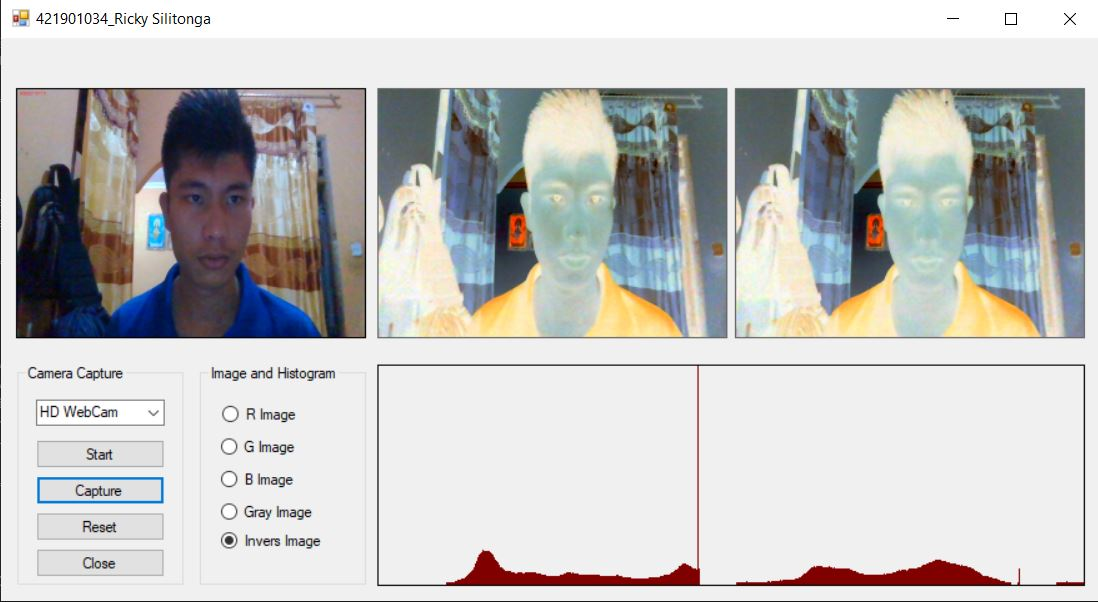 421901034_Ricky Silitonga
Camera Capture
HD WebCam
Start
Capture
Reset
Close
Image and Histogram
R Image
G Image
B Image
Gray Image
Invers Image